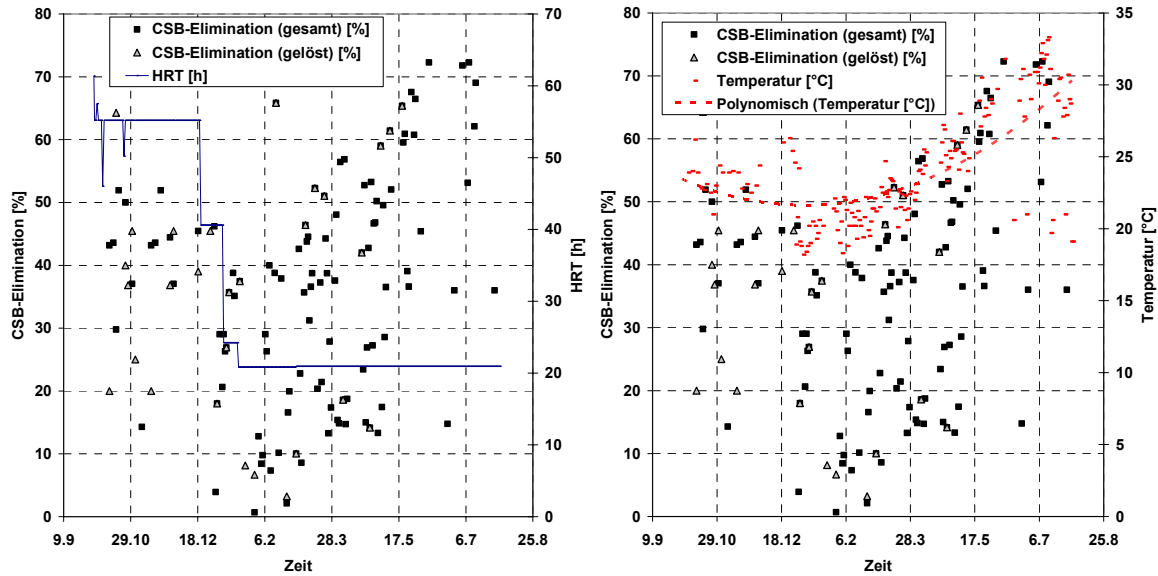 CSB-Elimination (gesamt) [%]
CSB-Elimination (gelöst) [%]
HRT [h]
80
70
60
50
40
30
20
10
0
CSB-Elimination [%]
70
60
50
40
30
20
10
0
HRT [h]
9.9 29.10 18.12 6.2 28.3 17.5 6.7 25.8
Zeit
CSB-Elimination (gesamt) [%]
CSB-Elimination (gelöst) [%]
Temperatur [°C]
Polynomisch (Temperatur [°C])
80
70
60
50
40
30
20
10
0
CSB-Elimination [%]
35
30
25
20
15
10
5
0
Temperatur [°C]
9.9 29.10 18.12 6.2 28.3 17.5 6.7 25.8
Zeit